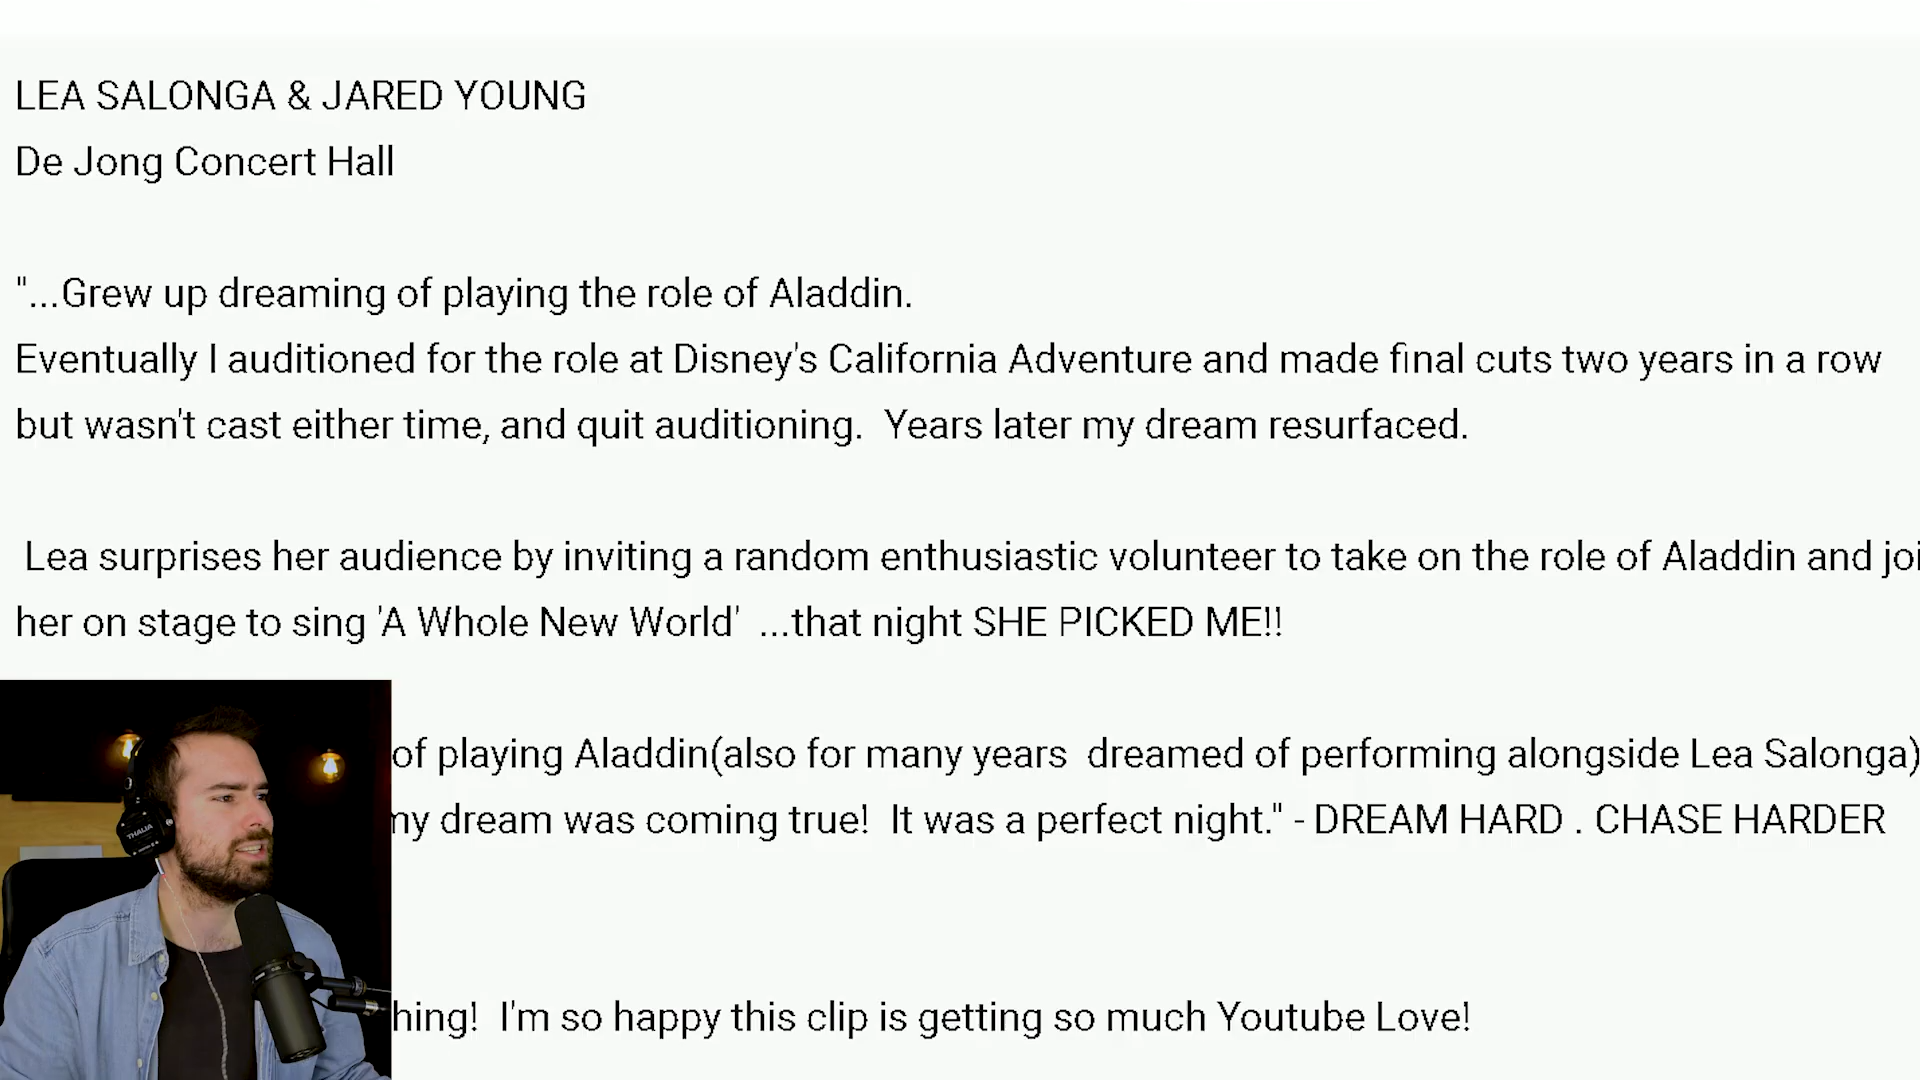 LEA SALONGA & JARED YOUNG
De Jong Concert Hall
"...Grew up dreaming of playing the role of Aladdin.
Eventually I auditioned for the role at Disney's California Adventure and made final cuts two years in a row
but wasn't cast either time, and quit auditioning.  Years later my dream resurfaced.
Lea surprises her audience by inviting a random enthusiastic volunteer to take on the role of Aladdin and joi
her on stage to sing 'A Whole New World'  ...that night SHE PICKED ME!!
of playing Aladdin(also for many years  dreamed of performing alongside Lea Salonga)
my dream was coming true!  It was a perfect night." - DREAM HARD . CHASE HARDER
THALIA
hing!  I'm so happy this clip is getting so much Youtube Love!